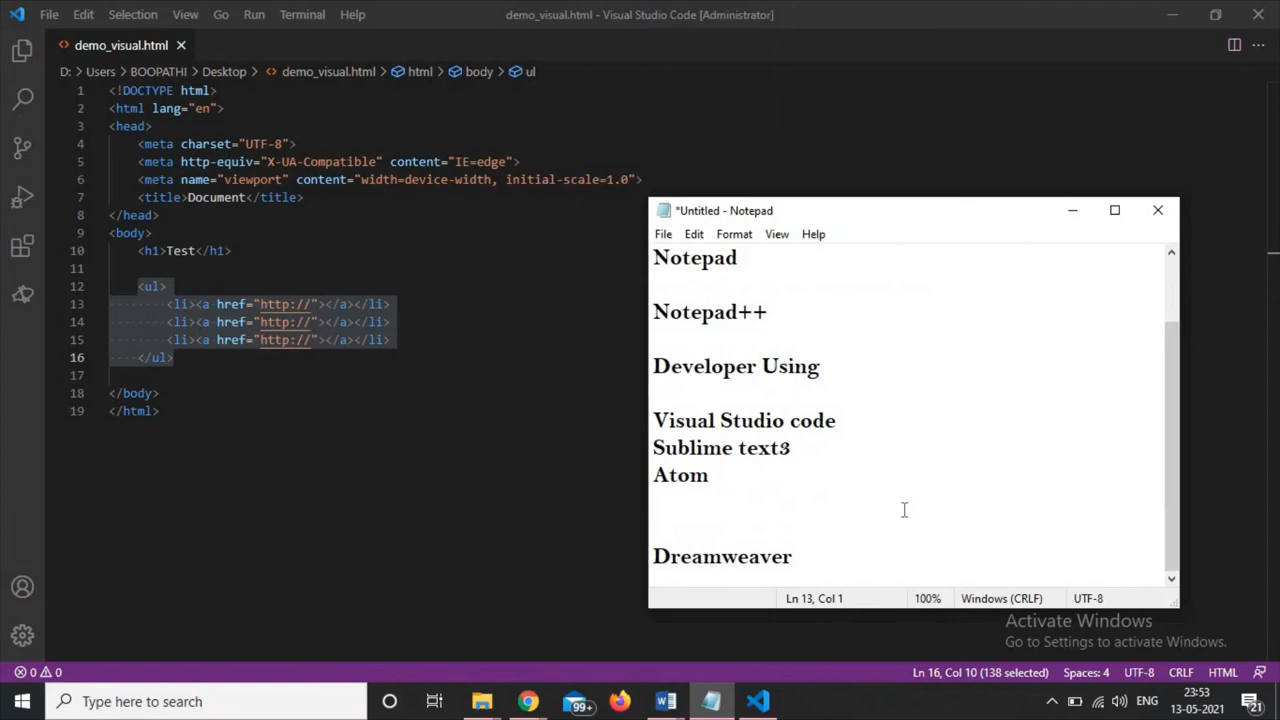 File Edit Selection View Go Run Terminal Help
demo_visual.html - Visual Studio Code [Administrator]
demo_visual.html
D: > Users > BOOPATHI > Desktop > demo_visual.html > html > body > ul
1 <!DOCTYPE html>
2 <html lang="en">
3 <head>
4 <meta charset="UTF-8">
5 <meta http-equiv="X-UA-Compatible" content="IE=edge">
6 <meta name="viewport" content="width=device-width, initial-scale=1.0">
7 <title>Document</title>
8 </head>
9 <body>
10 <h1>Test</h1>
11
12 <ul>
13 <li><a href="http://"></a></li>
14 <li><a href="http://"></a></li>
15 <li><a href="http://"></a></li>
16 </ul>
17
18 </body>
19 </html>
*Untitled - Notepad
File Edit Format View Help
Notepad
Notepad++
Developer Using
Visual Studio code
Sublime text3
Atom
Dreamweaver
Ln 13, Col 1 100% Windows (CRLF) UTF-8
Activate Windows
Go to Settings to activate Windows.
0 0 Ln 16, Col 10 (138 selected) Spaces: 4 UTF-8 CRLF HTML
Type here to search
99+
ENG
23:53
13-05-2021
21